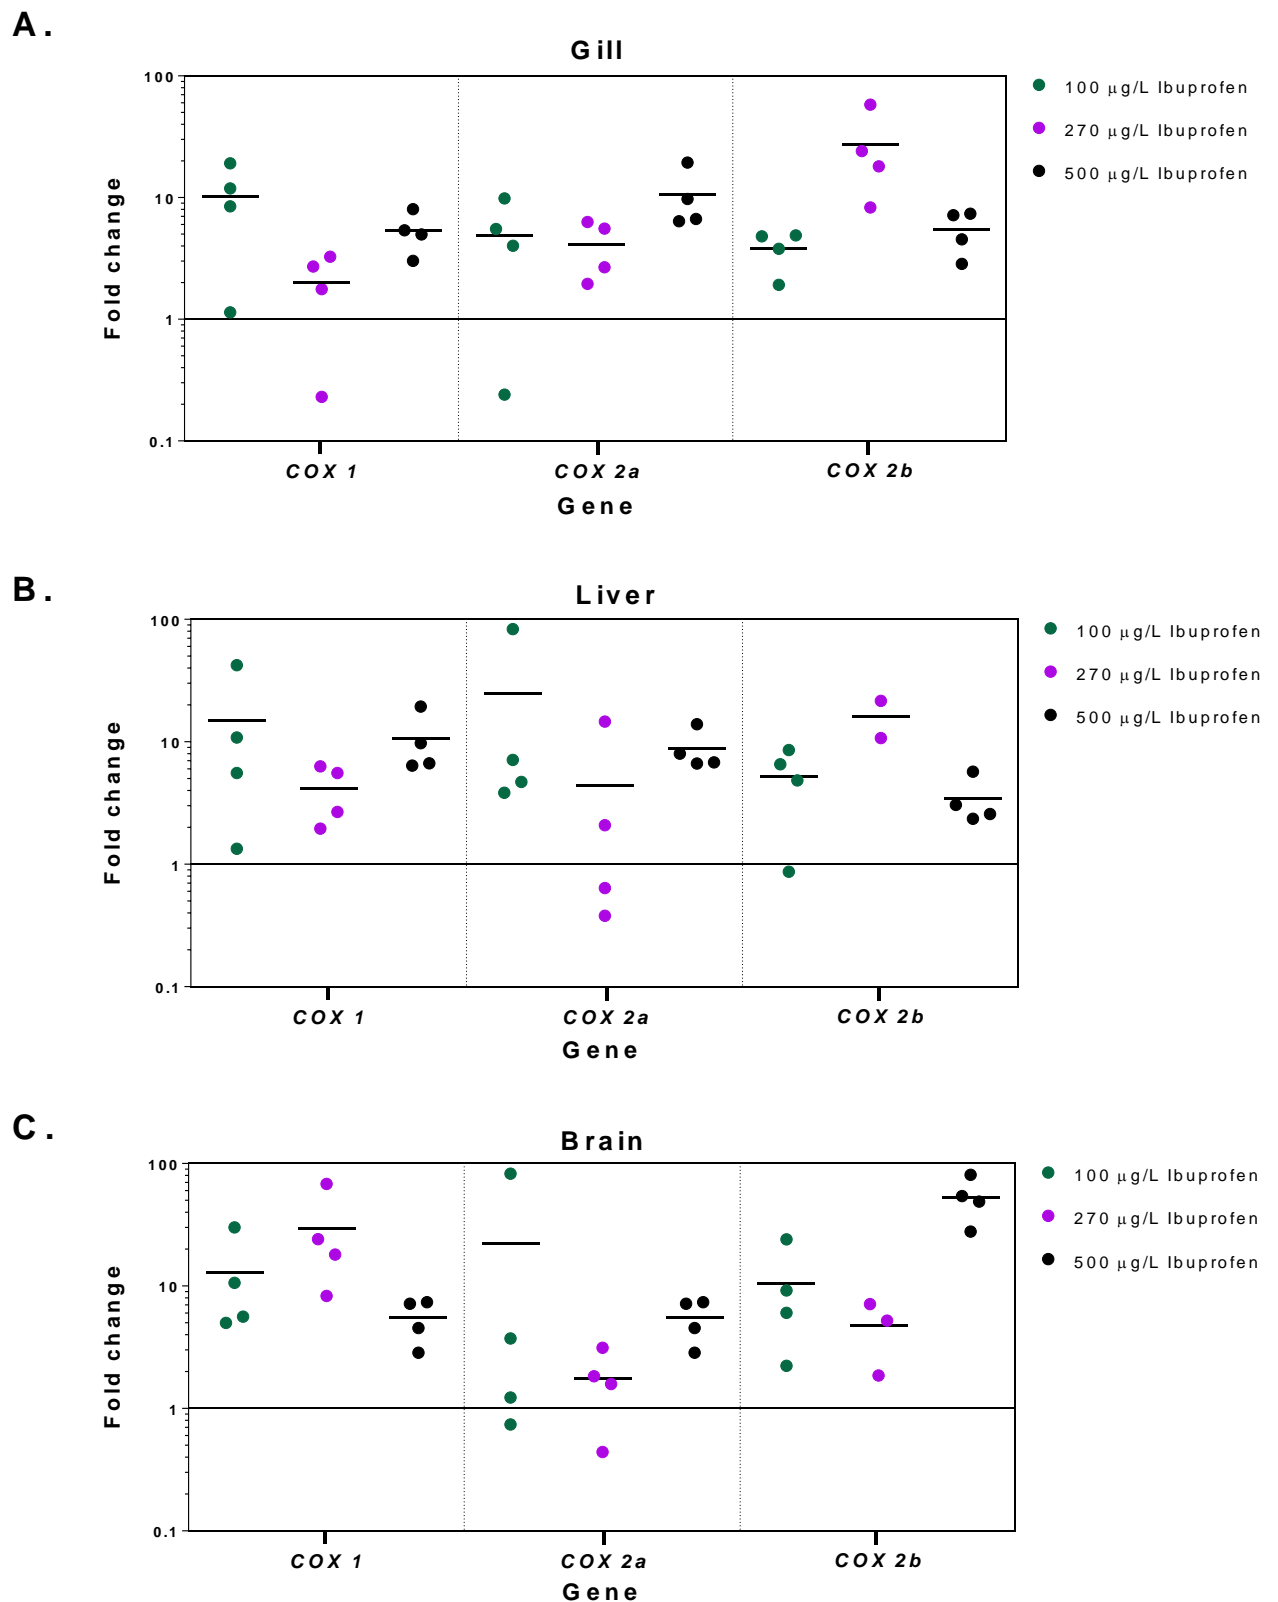 A.
Gill
100
10
1
0.1
Fold change
COX 1
COX 2a
COX 2b
Gene
100 μg/L Ibuprofen
270 μg/L Ibuprofen
500 μg/L Ibuprofen
B.
Liver
100
10
1
0.1
Fold change
COX 1
COX 2a
COX 2b
Gene
100 μg/L Ibuprofen
270 μg/L Ibuprofen
500 μg/L Ibuprofen
C.
Brain
100
10
1
0.1
Fold change
COX 1
COX 2a
COX 2b
Gene
100 μg/L Ibuprofen
270 μg/L Ibuprofen
500 μg/L Ibuprofen